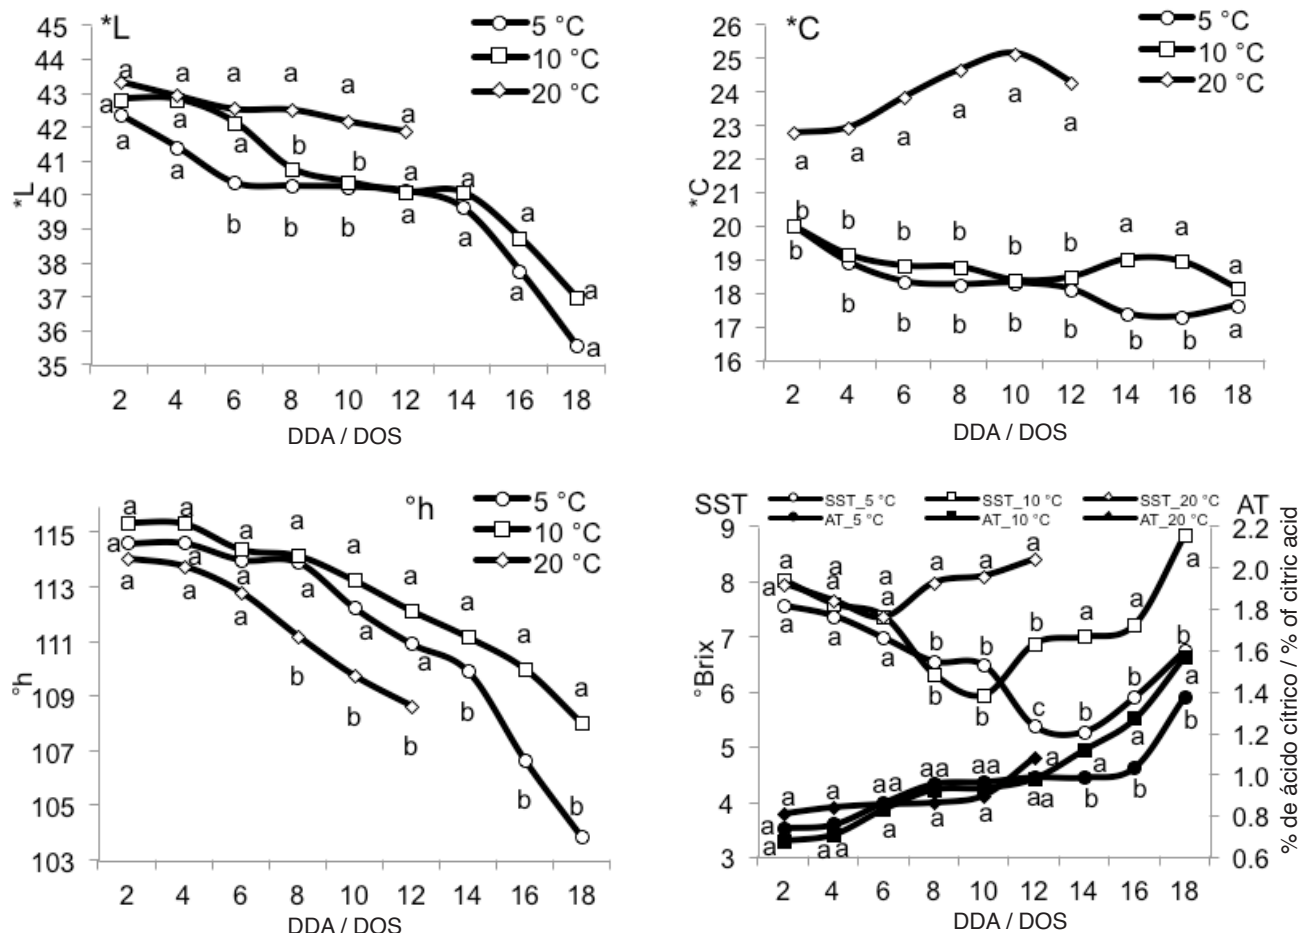 *L
5 °C
10 °C
20 °C
45
44
43
42
41
40
39
38
37
36
35
*L
a a a a a a
a a a b b a a a a
a a b b b a a a a
2 4 6 8 10 12 14 16 18
DDA / DOS
*C
5 °C
10 °C
20 °C
26
25
24
23
22
21
20
19
18
17
16
*C
a a a a a a
b b b b b b a a a
b b b b b b b b a
2 4 6 8 10 12 14 16 18
DDA / DOS
°h
5 °C
10 °C
20 °C
115
113
111
109
107
105
103
°h
a a a a a a a a a
a a a a a a b b b
a a a b b b
2 4 6 8 10 12 14 16 18
DDA / DOS
SST
SST_5 °C
SST_10 °C
SST_20 °C
AT
AT_5 °C
AT_10 °C
AT_20 °C
9
8
7
6
5
4
3
°Brix
2.2
2.0
1.8
1.6
1.4
1.2
1.0
0.8
0.6
% de ácido cítrico / % of citric acid
a a a a a a
a a a b b b a a a
a a a b b c b b b
a a a a a a
a a a a a a b b b
a a a a a a a a a
2 4 6 8 10 12 14 16 18
DDA / DOS